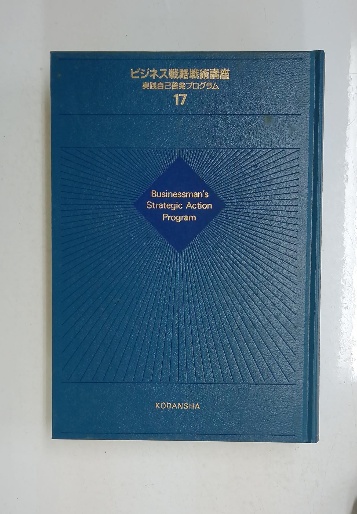 ビジネス戦略戦術講座
実践自己啓発プログラム
17
Businessman's
Strategic Action
Program
KODANSHA